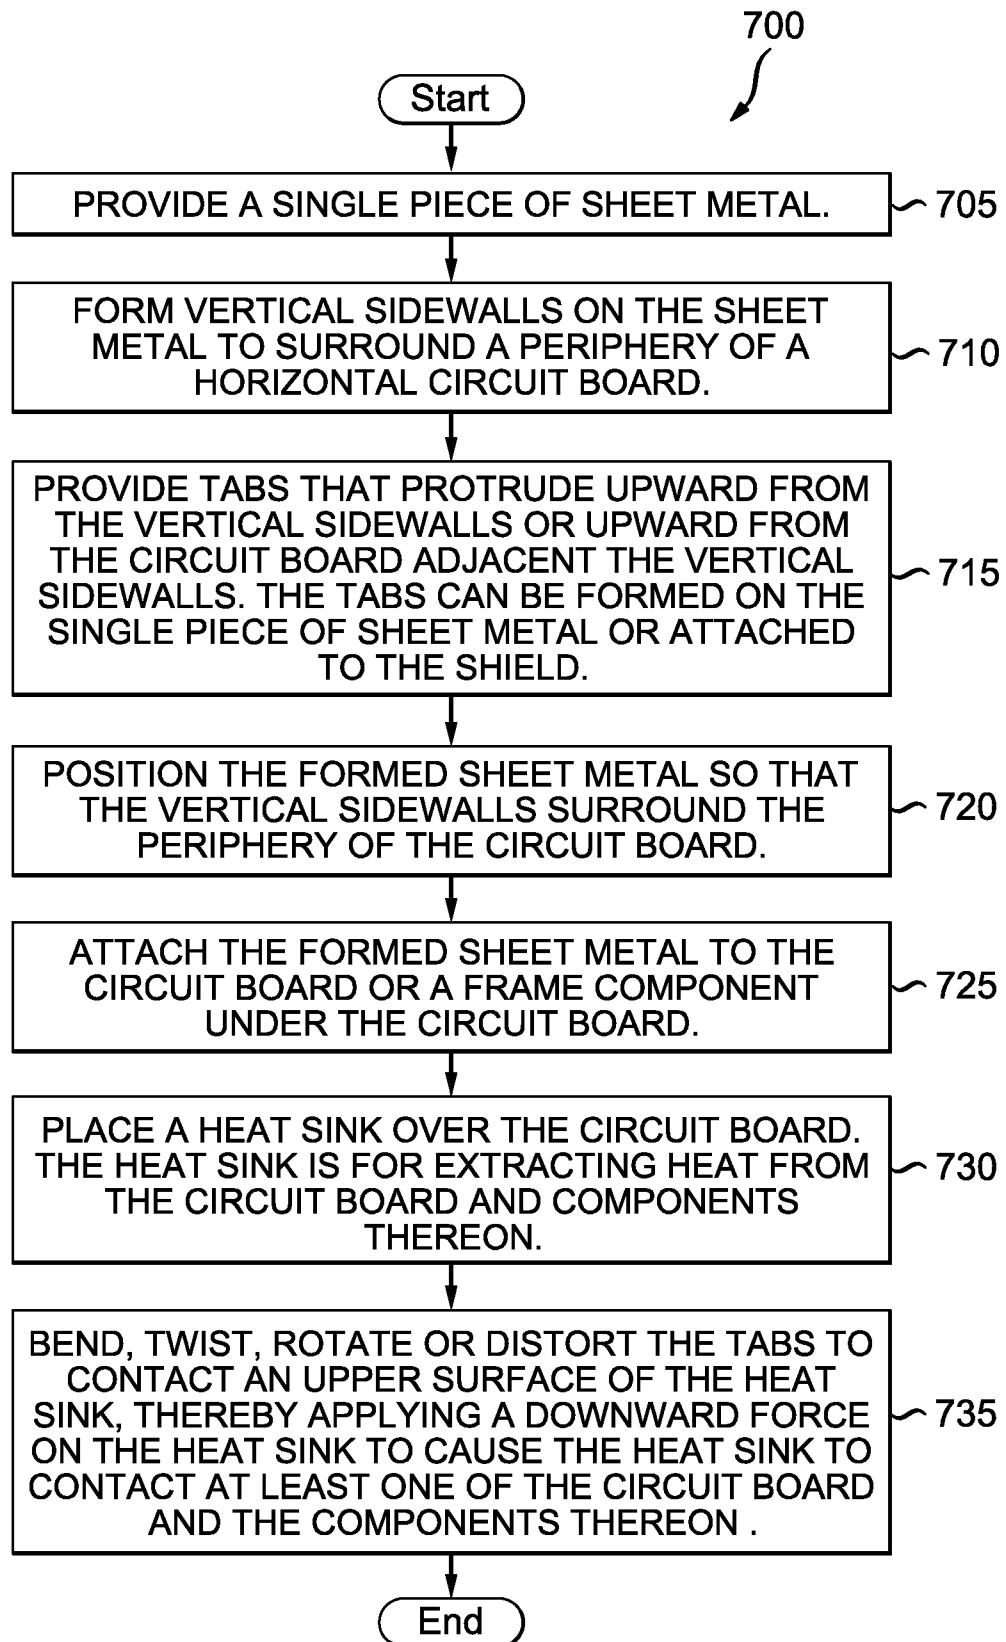 700
Start
PROVIDE A SINGLE PIECE OF SHEET METAL.
705
FORM VERTICAL SIDEWALLS ON THE SHEET
METAL TO SURROUND A PERIPHERY OF A
HORIZONTAL CIRCUIT BOARD.
710
PROVIDE TABS THAT PROTRUDE UPWARD FROM
THE VERTICAL SIDEWALLS OR UPWARD FROM
THE CIRCUIT BOARD ADJACENT THE VERTICAL
SIDEWALLS. THE TABS CAN BE FORMED ON THE
SINGLE PIECE OF SHEET METAL OR ATTACHED
TO THE SHIELD.
715
POSITION THE FORMED SHEET METAL SO THAT
THE VERTICAL SIDEWALLS SURROUND THE
PERIPHERY OF THE CIRCUIT BOARD.
720
ATTACH THE FORMED SHEET METAL TO THE
CIRCUIT BOARD OR A FRAME COMPONENT
UNDER THE CIRCUIT BOARD.
725
PLACE A HEAT SINK OVER THE CIRCUIT BOARD.
THE HEAT SINK IS FOR EXTRACTING HEAT FROM
THE CIRCUIT BOARD AND COMPONENTS
THEREON.
730
BEND, TWIST, ROTATE OR DISTORT THE TABS TO
CONTACT AN UPPER SURFACE OF THE HEAT
SINK, THEREBY APPLYING A DOWNWARD FORCE
ON THE HEAT SINK TO CAUSE THE HEAT SINK TO
CONTACT AT LEAST ONE OF THE CIRCUIT BOARD
AND THE COMPONENTS THEREON .
735
End